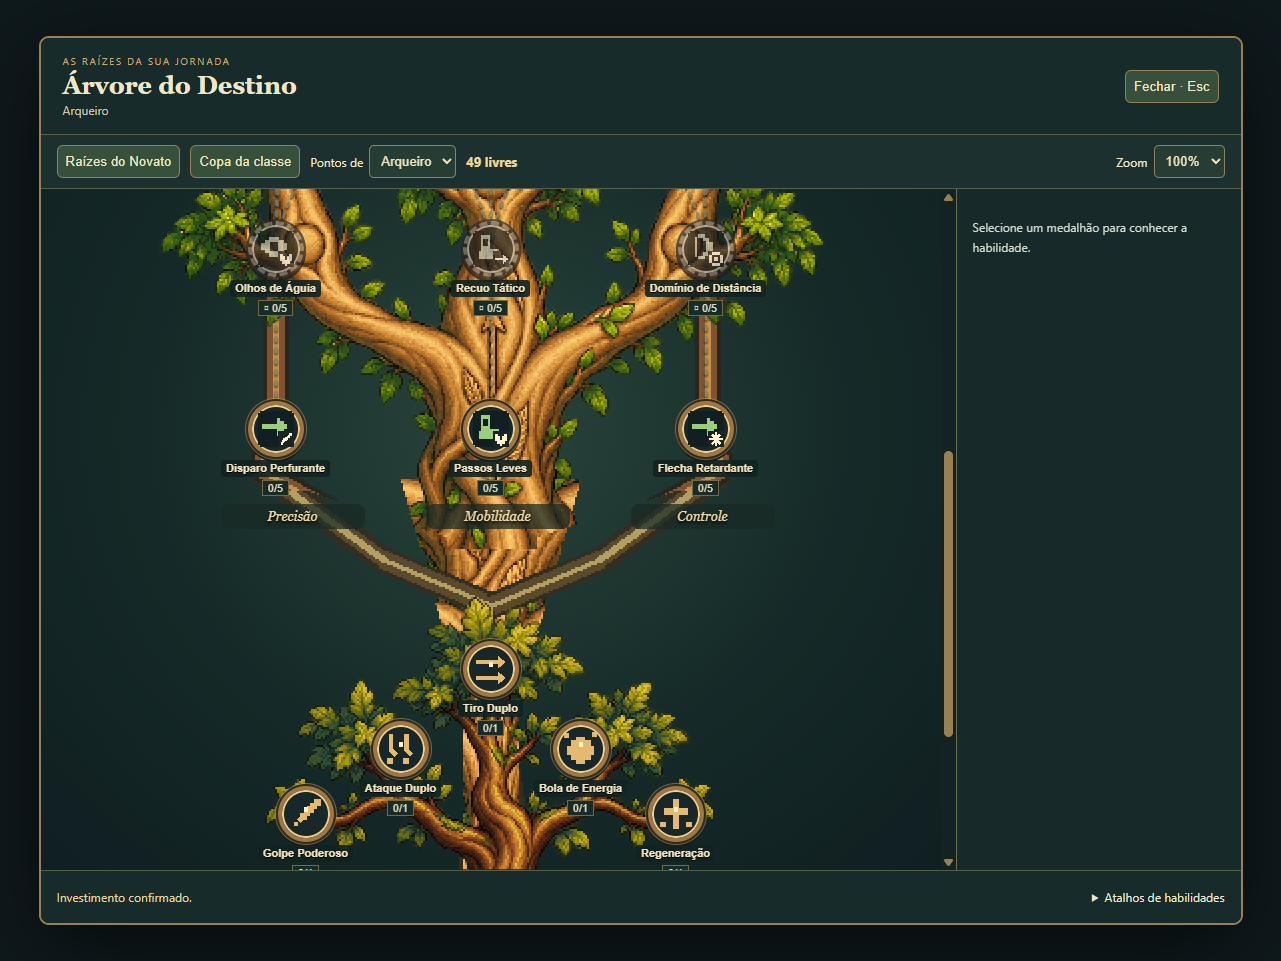 AS RAÍZES DA SUA JORNADA
Árvore do Destino
Arqueiro
Fechar · Esc
Raízes do Novato
Copa da classe
Pontos de
Arqueiro
49 livres
Zoom
100%
Selecione um medalhão para conhecer a
habilidade.
Olhos de Águia
¤ 0/5
Recuo Tático
¤ 0/5
Domínio de Distância
¤ 0/5
Disparo Perfurante
0/5
Passos Leves
0/5
Flecha Retardante
0/5
Precisão
Mobilidade
Controle
Tiro Duplo
0/1
Ataque Duplo
0/1
Bola de Energia
0/1
Golpe Poderoso
Regeneração
Investimento confirmado.
Atalhos de habilidades